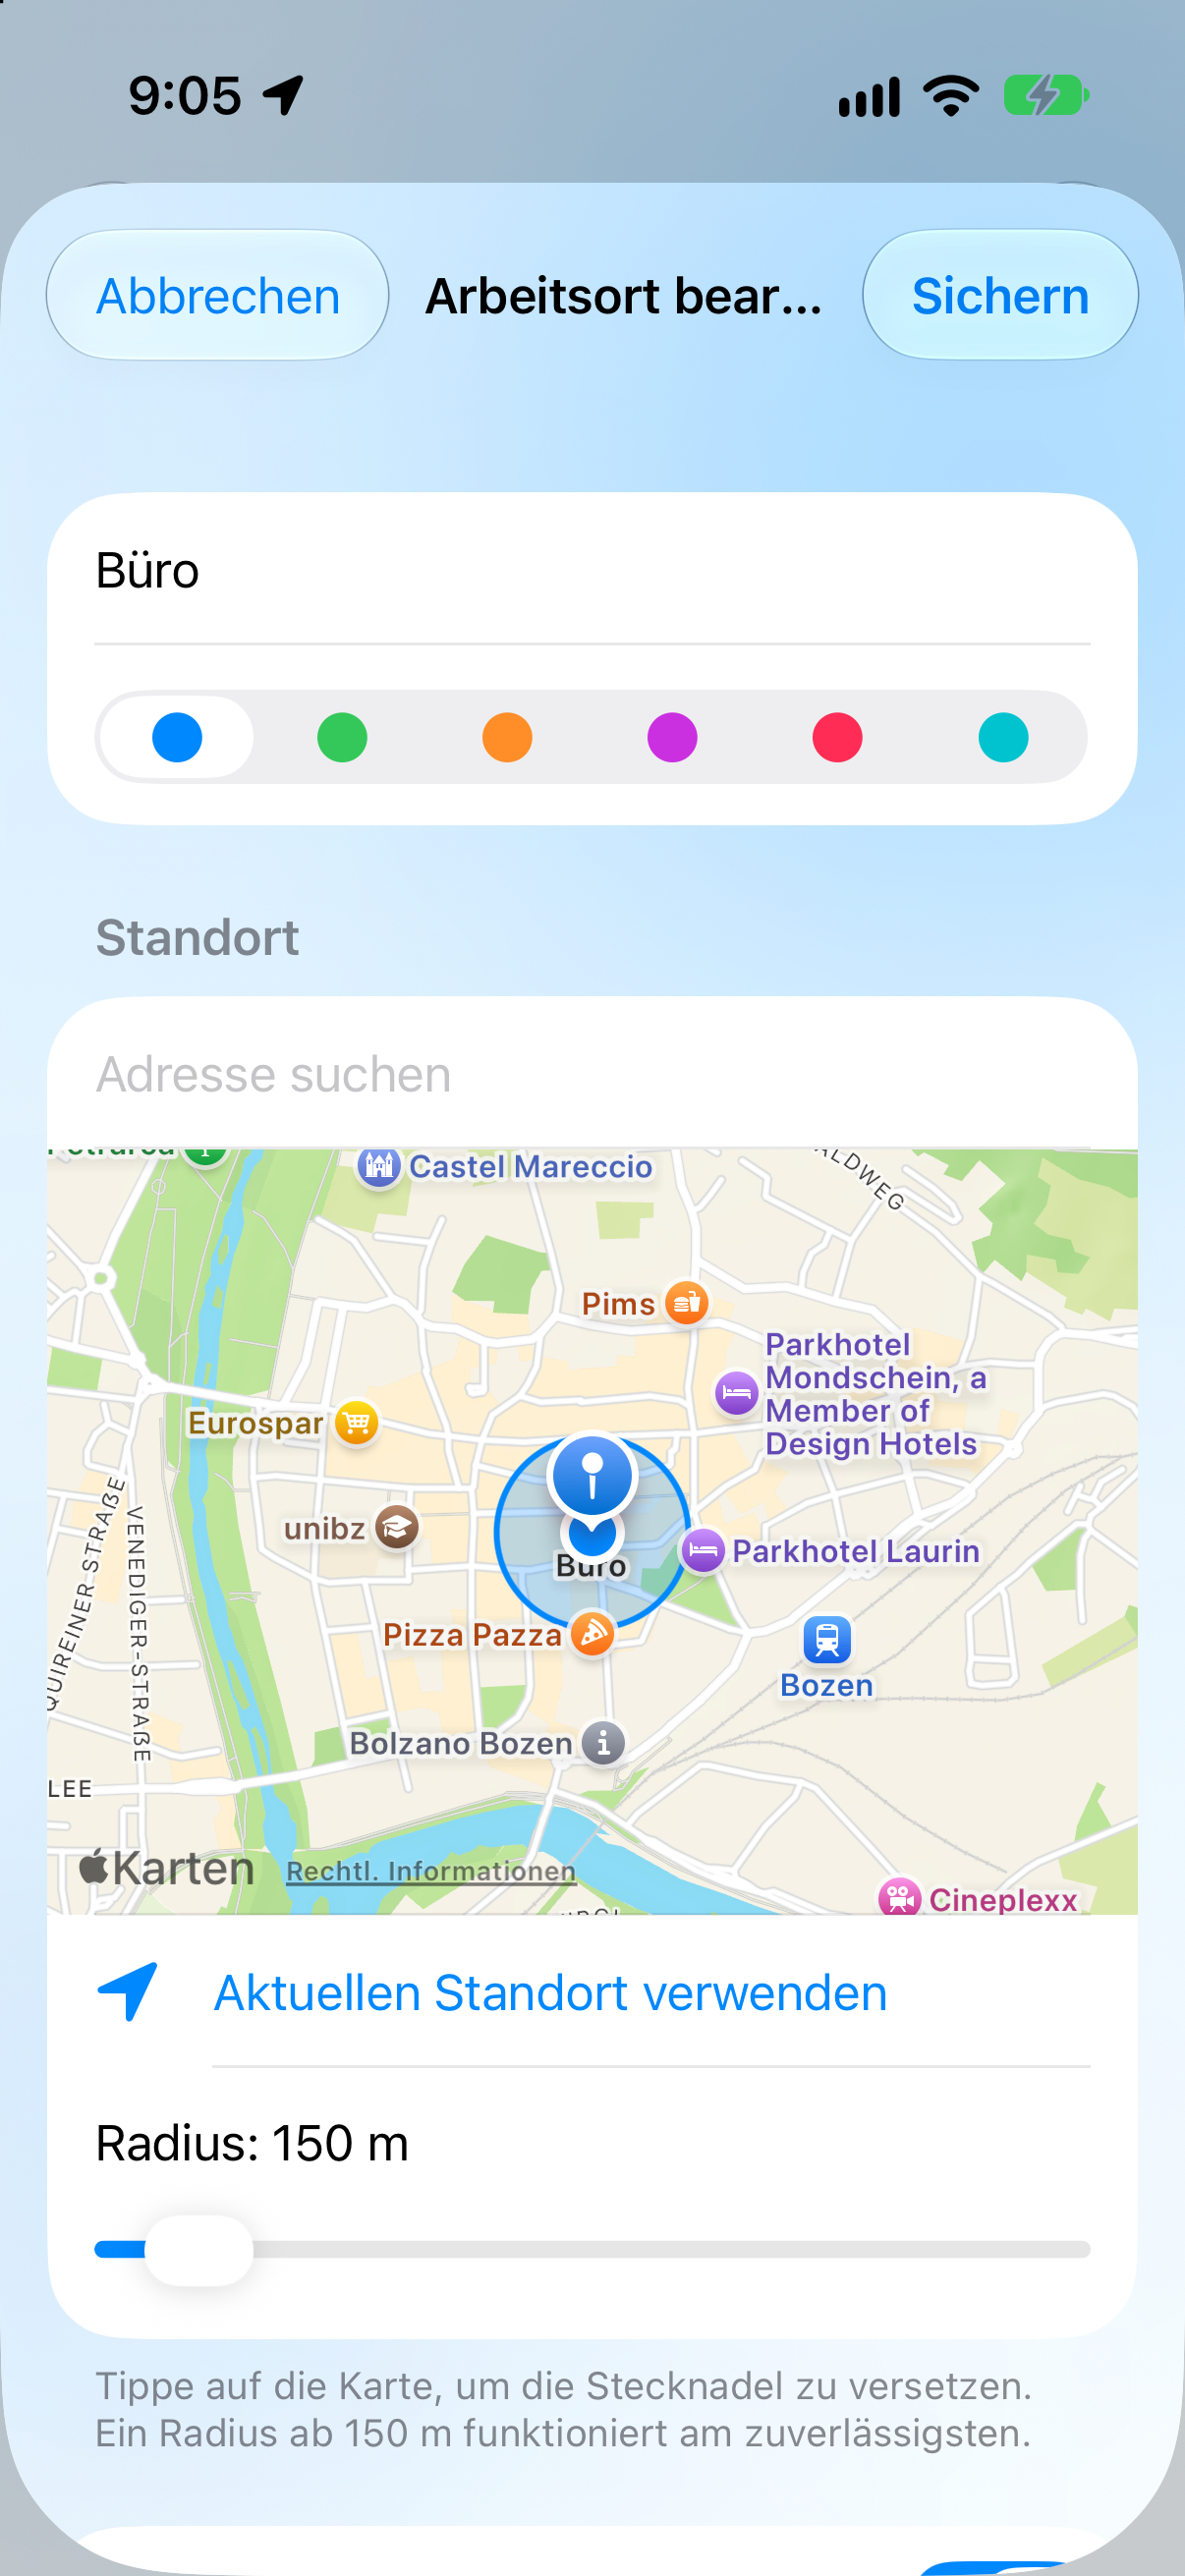 9:05
Abbrechen
Arbeitsort bear...
Sichern
Büro
Standort
Adresse suchen
Castel Mareccio
Pims
Parkhotel
Mondschein, a
Member of
Design Hotels
Eurospar
unibz
Büro
Parkhotel Laurin
Pizza Pazza
Bozen
VENEDIGER-STRASSE
Bolzano Bozen
Karten
Rechtl. Informationen
Cineplexx
Aktuellen Standort verwenden
Radius: 150 m
Tippe auf die Karte, um die Stecknadel zu versetzen.
Ein Radius ab 150 m funktioniert am zuverlässigsten.